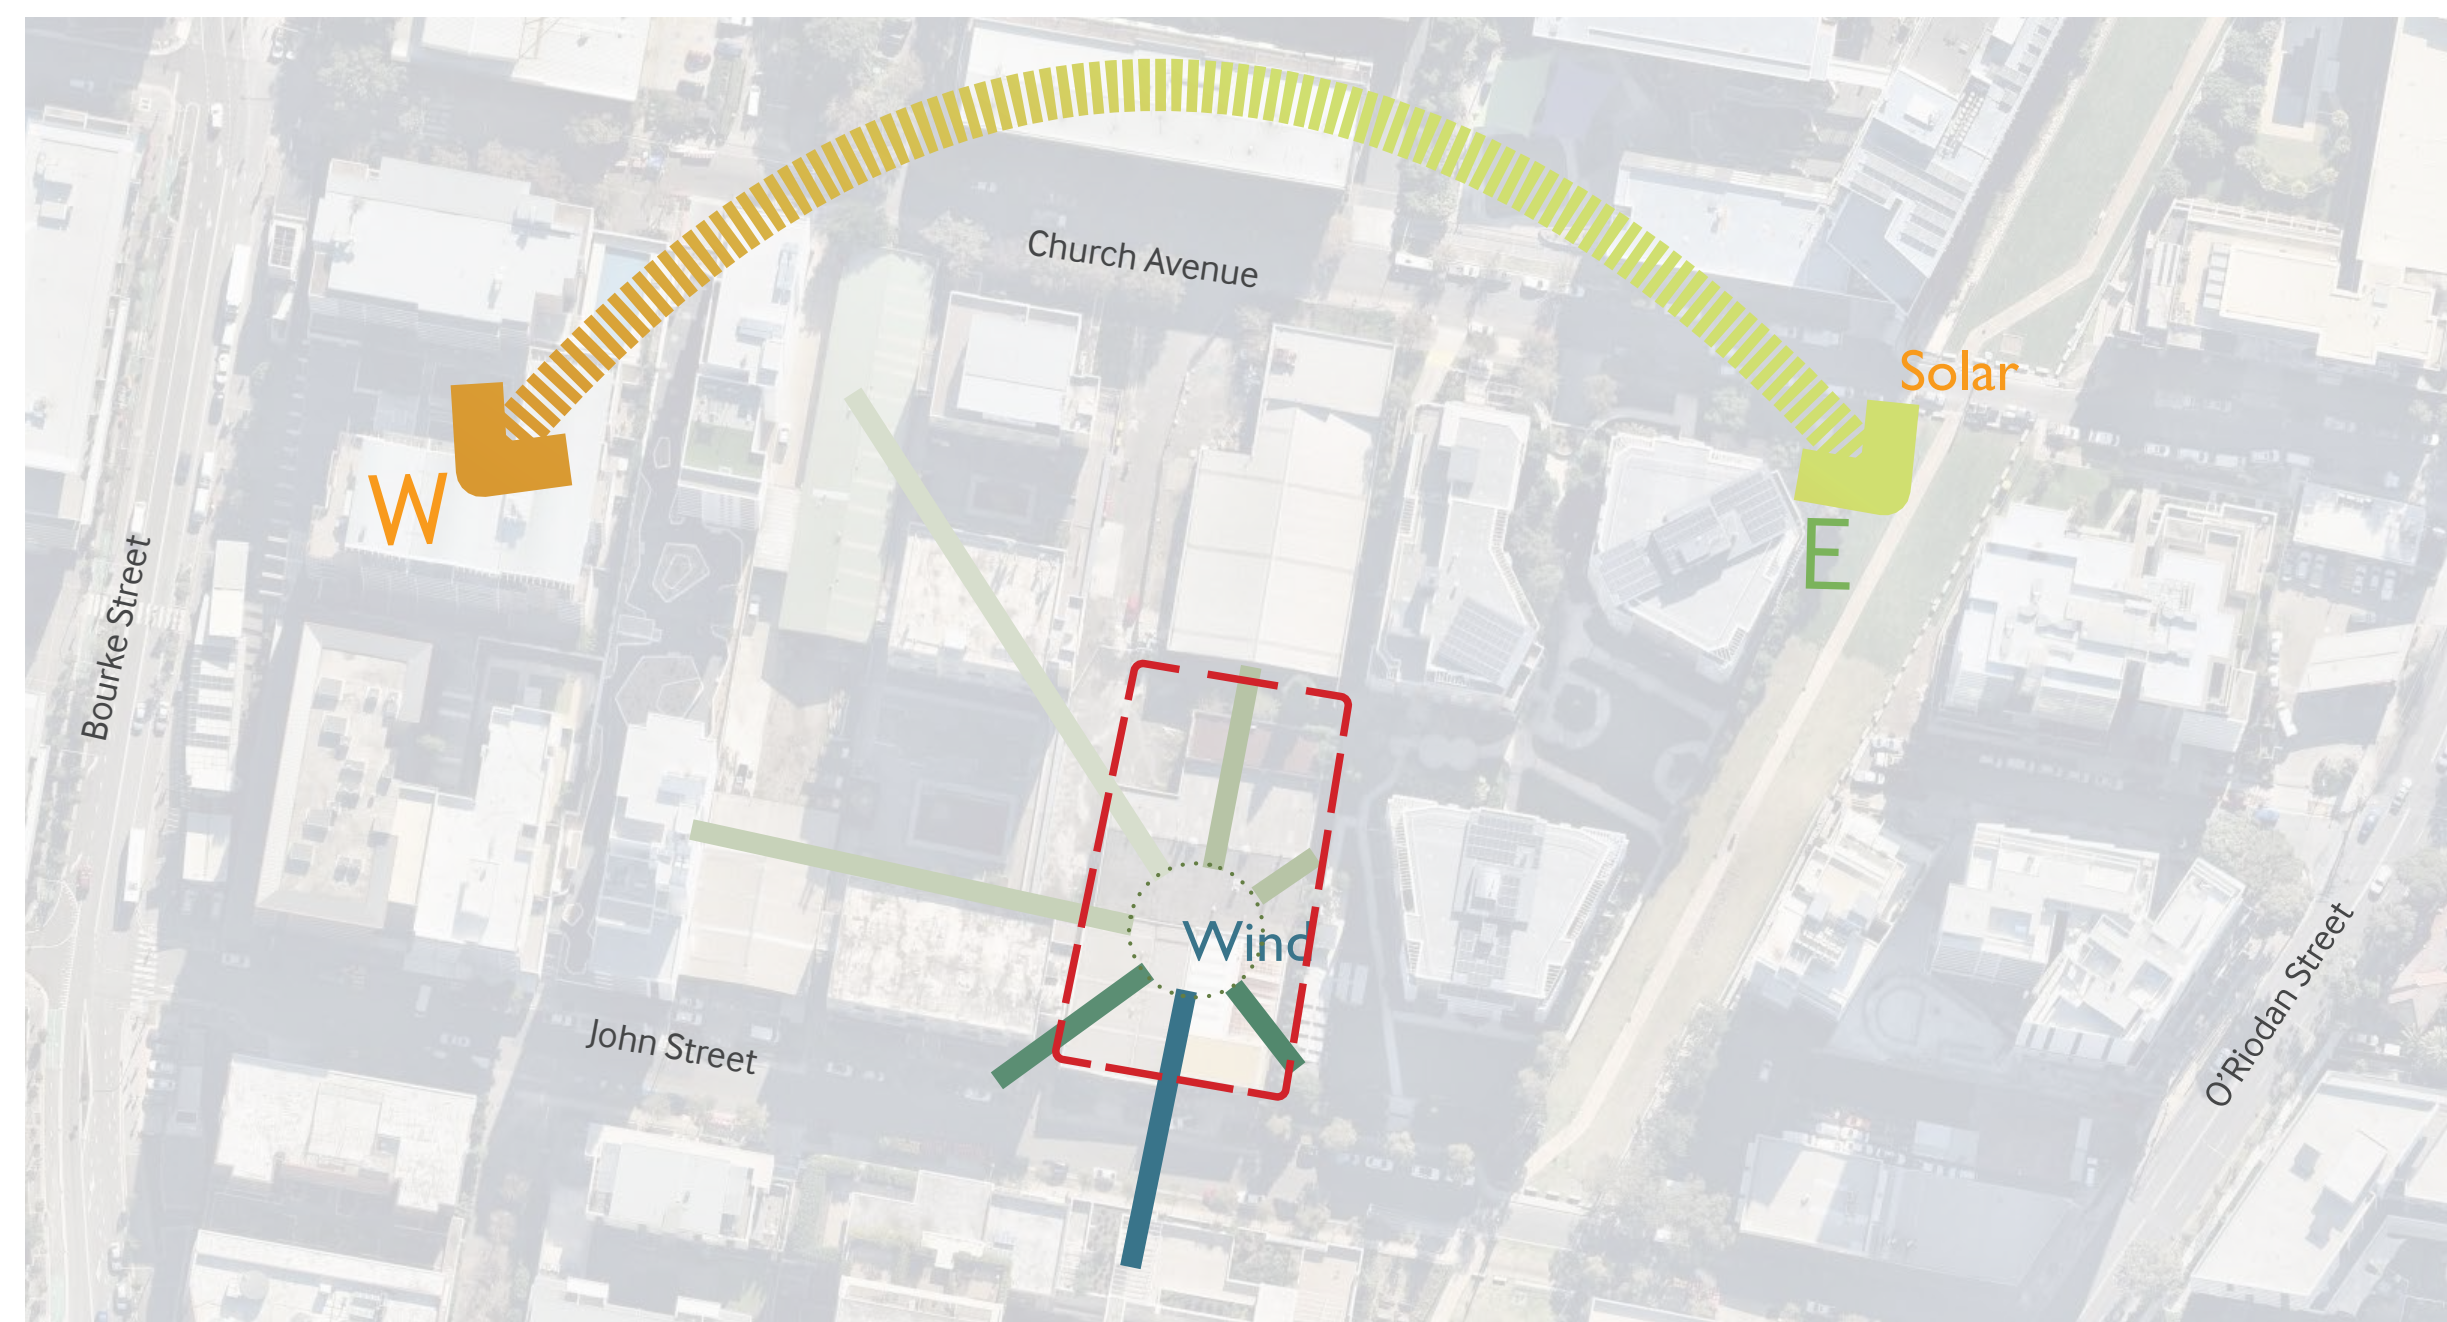 Church Avenue
Solar
W
E
Bourke Street
Wind
John Street
O'Riodan Street